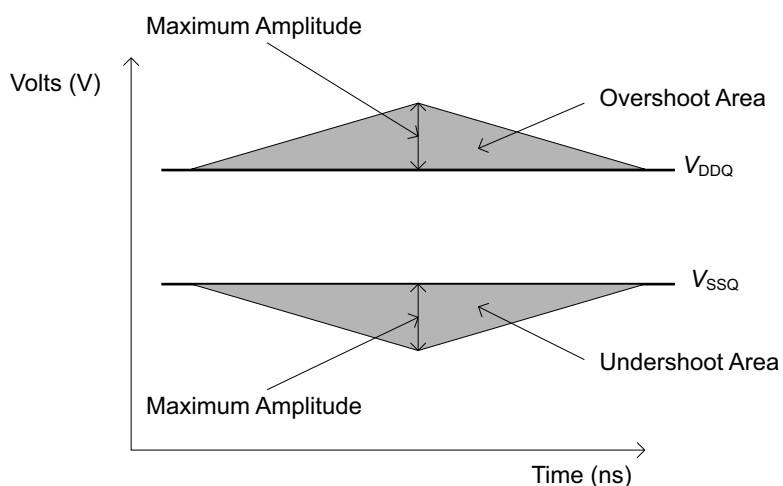 Maximum Amplitude
Volts (V)
Overshoot Area
VDDQ
VSSQ
Undershoot Area
Maximum Amplitude
Time (ns)